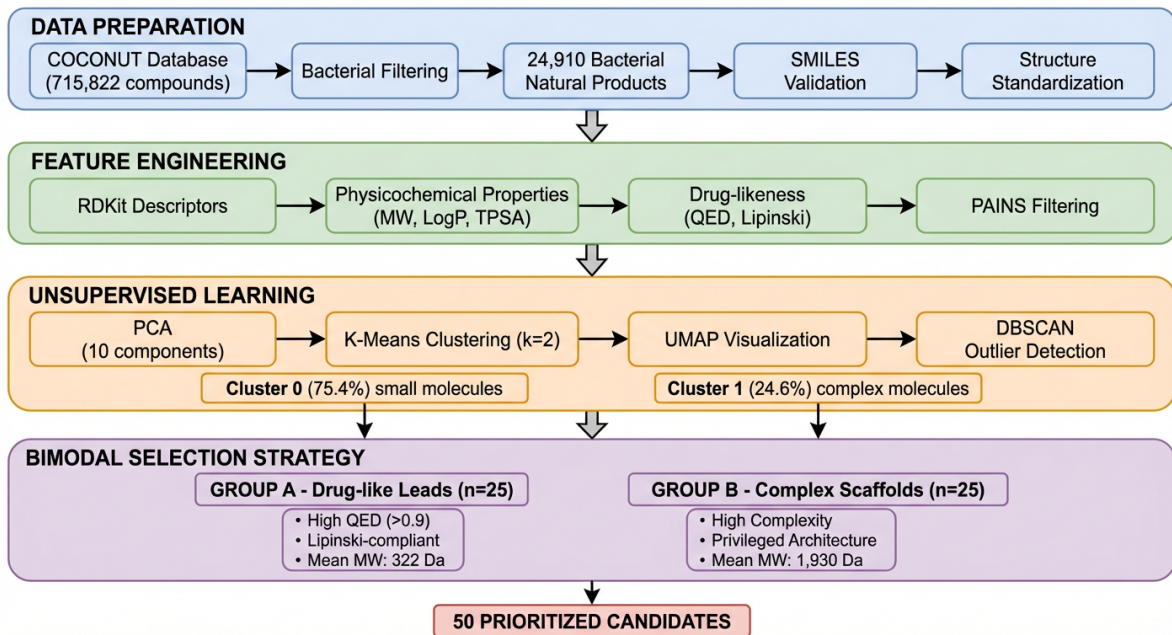 DATA PREPARATION
COCONUT Database
(715,822 compounds)
Bacterial Filtering
24,910 Bacterial
Natural Products
SMILES
Validation
Structure
Standardization
FEATURE ENGINEERING
RDKit Descriptors
Physicochemical Properties
(MW, LogP, TPSA)
Drug-likeness
(QED, Lipinski)
PAINS Filtering
UNSUPERVISED LEARNING
PCA
(10 components)
K-Means Clustering (k=2)
UMAP Visualization
DBSCAN
Outlier Detection
Cluster 0 (75.4%) small molecules
Cluster 1 (24.6%) complex molecules
BIMODAL SELECTION STRATEGY
GROUP A - Drug-like Leads (n=25)
• High QED (>0.9)
• Lipinski-compliant
• Mean MW: 322 Da
GROUP B - Complex Scaffolds (n=25)
• High Complexity
• Privileged Architecture
• Mean MW: 1,930 Da
50 PRIORITIZED CANDIDATES